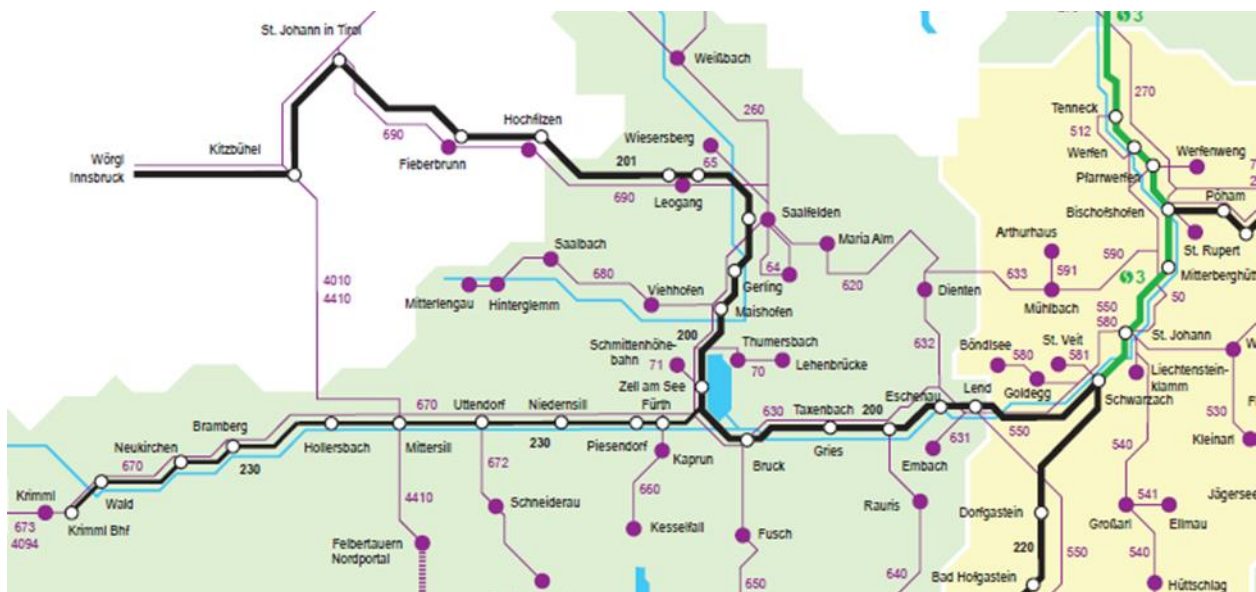 S 3
St. Johann in Tirol
Weißbach
270
260
Tenneck
512
Hochfilzen
Wiesersberg
690
Kitzbühel
Fieberbrunn
201
65
Werfen
Werfenweng
Pfarrwerfen
Wörgl
Innsbruck
690
Leogang
Saalfelden
Bischofshofen
Pöham
Maria Alm
Arthurhaus
St. Rupert
Saalbach
590
680
64
633
591
S 3
4010
4410
Mitterlengau
Hinterglemm
Viehhofen
Gerling
620
Dienten
Mühlbach
50
Maishofen
550
580
St. Johann
200
Thumersbach
632
Böndlsee
St. Veit
Schmittenhöhe-
bahn
71
70
Lehenbrücke
580
581
Liechtenstein-
klamm
Zell am See
Eschenau
Lend
Goldegg
Schwarzach
670
Uttendorf
Niedernsill
Fürth
630
Taxenbach
200
Bramberg
530
Neukirchen
631
550
670
230
Hollersbach
Mittersill
230
Piesendorf
Bruck
Gries
Embach
540
Kleinarl
672
Kaprun
Krimml
Wald
4410
660
Rauris
Schneiderau
541
673
4094
Krimml Bhf
Dorfgastein
Großarl
Ellmau
Kesselfall
Fusch
Felbertauern
Nordportal
220
550
540
650
640
Bad Hofgastein
Hüttschlag